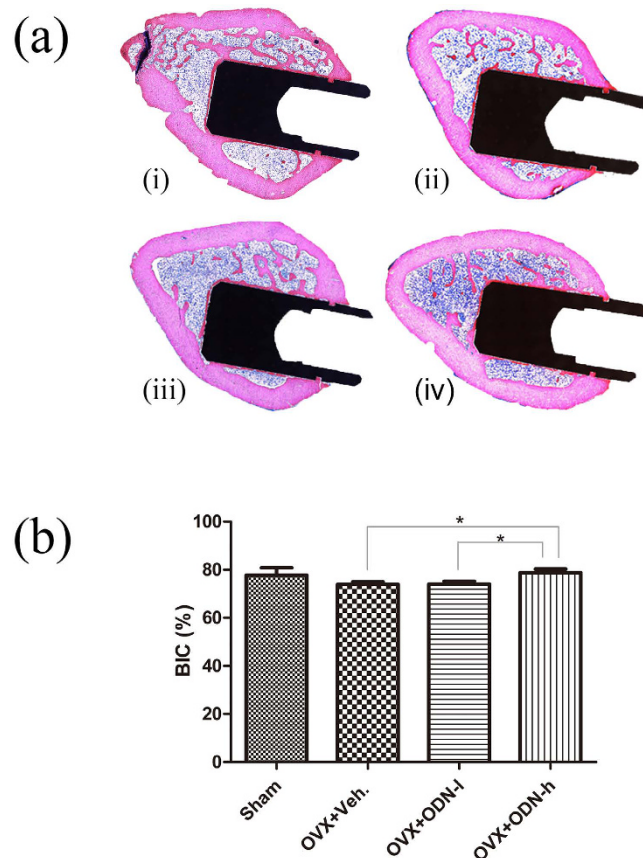 (a)
(i)
(ii)
(iii)
(iv)
(b)
BIC (%)
100
80
60
40
20
0
*
*
Sham
OVX+Veh.
OVX+ODN-l
OVX+ODN-h